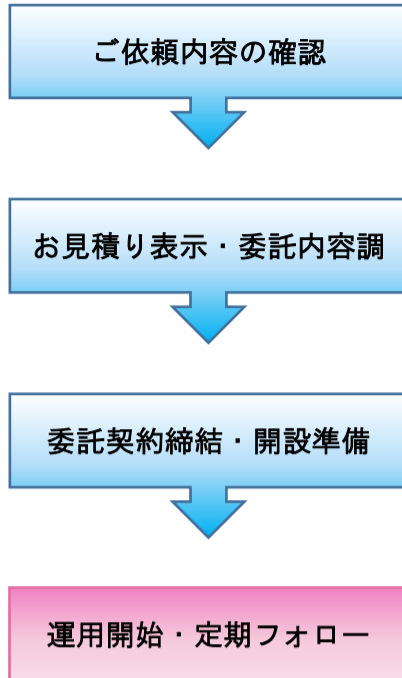 ご依頼内容の確認
お見積り表示・委託内容調
委託契約締結・開設準備
運用開始・定期フォロー